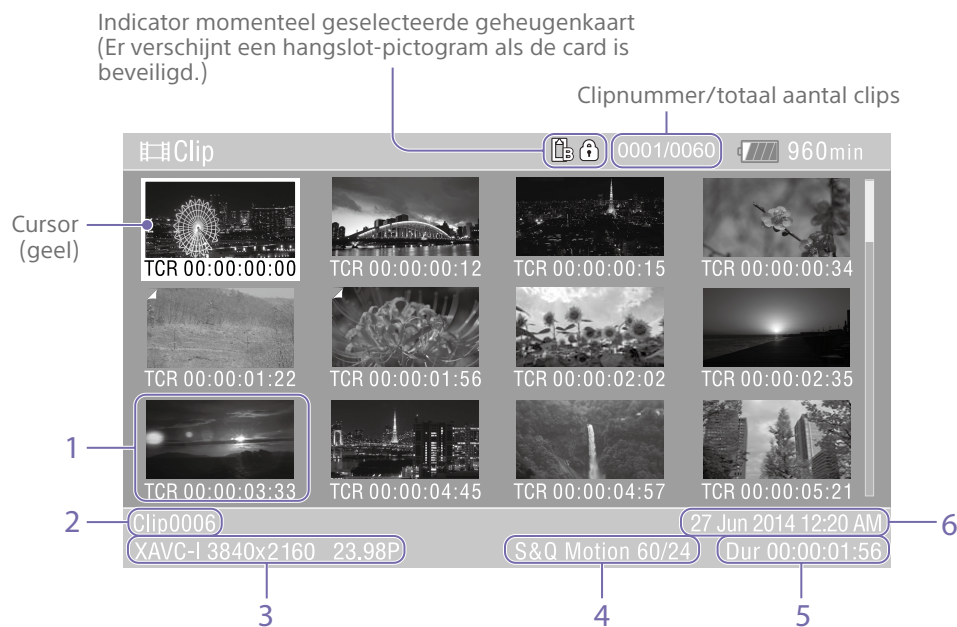 Indicator momenteel geselecteerde geheugenkaart
(Er verschijnt een hangslot-pictogram als de card is
beveiligd.)
Clipnummer/totaal aantal clips
Clip
B
0001/0060
960min
Cursor
(geel)
TCR 00:00:00:00
TCR 00:00:00:12
TCR 00:00:00:15
TCR 00:00:00:34
TCR 00:00:01:22
TCR 00:00:01:56
TCR 00:00:02:02
TCR 00:00:02:35
1
TCR 00:00:03:33
TCR 00:00:04:45
TCR 00:00:04:57
TCR 00:00:05:21
2
Clip0006
27 Jun 2014 12:20 AM
6
XAVC-I 3840x2160 23.98P
S&Q Motion 60/24
Dur 00:00:01:56
3
4
5